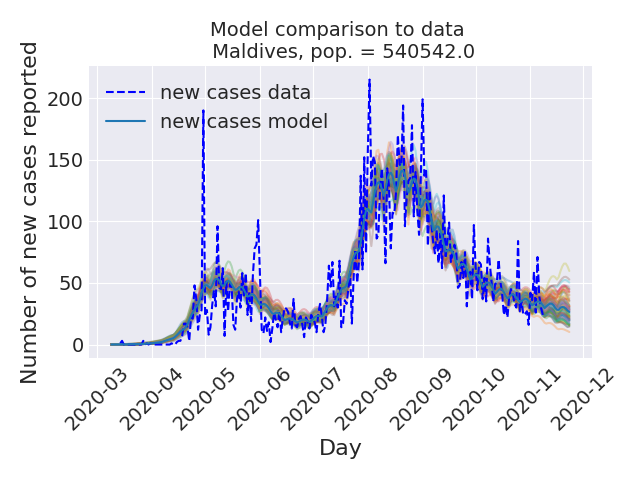 Model comparison to data
Maldives, pop. = 540542.0
new cases data
new cases model
Number of new cases reported
200
150
100
50
0
2020-03
2020-04
2020-05
2020-06
2020-07
2020-08
2020-09
2020-10
2020-11
2020-12
Day